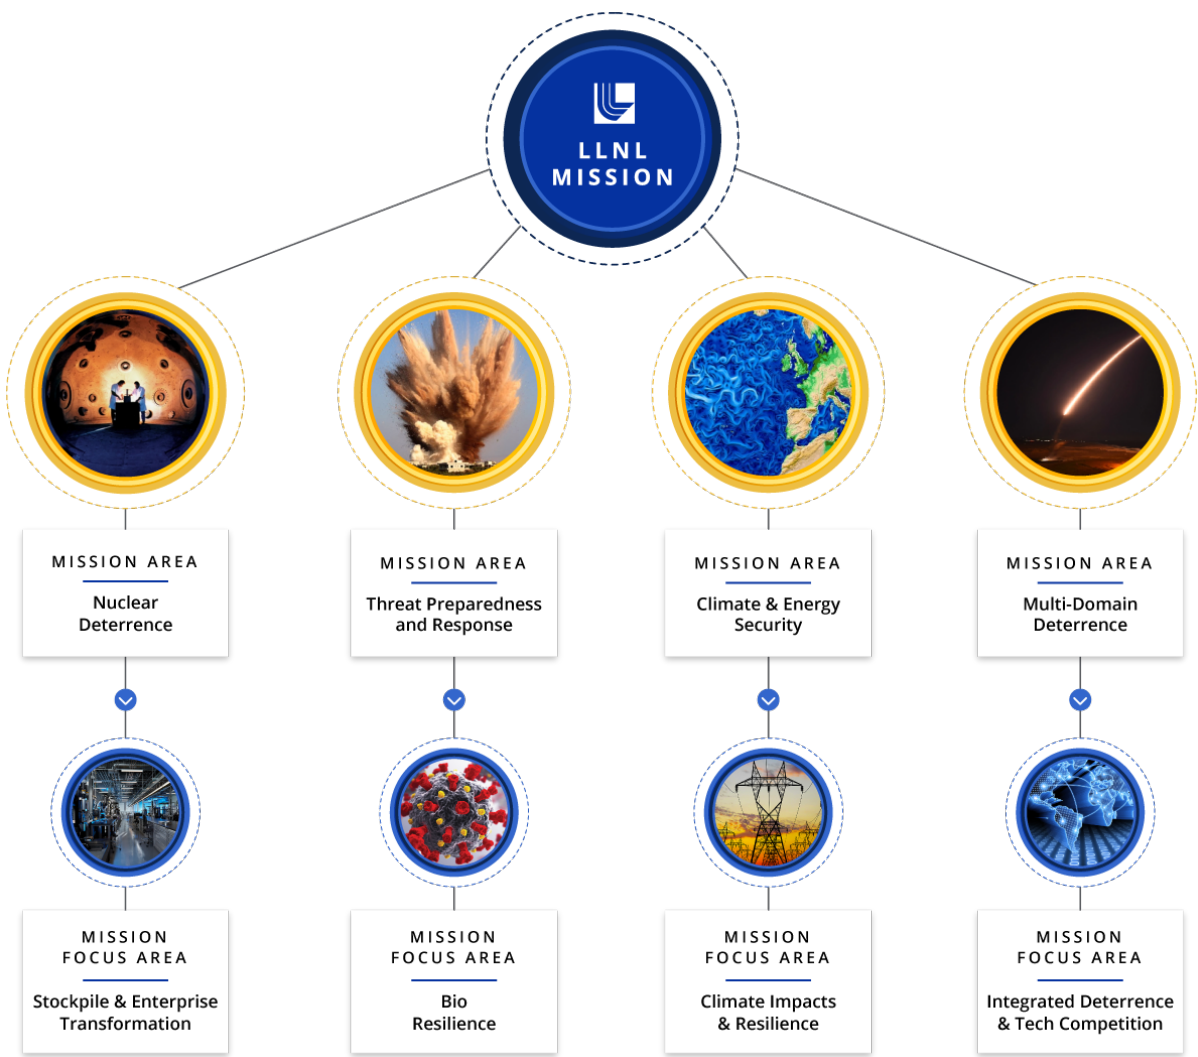 LLNL
MISSION
MISSION AREA
Nuclear
Deterrence
MISSION AREA
Threat Preparedness
and Response
MISSION AREA
Climate & Energy
Security
MISSION AREA
Multi-Domain
Deterrence
MISSION
FOCUS AREA
Stockpile & Enterprise
Transformation
MISSION
FOCUS AREA
Bio
Resilience
MISSION
FOCUS AREA
Climate Impacts
& Resilience
MISSION
FOCUS AREA
Integrated Deterrence
& Tech Competition